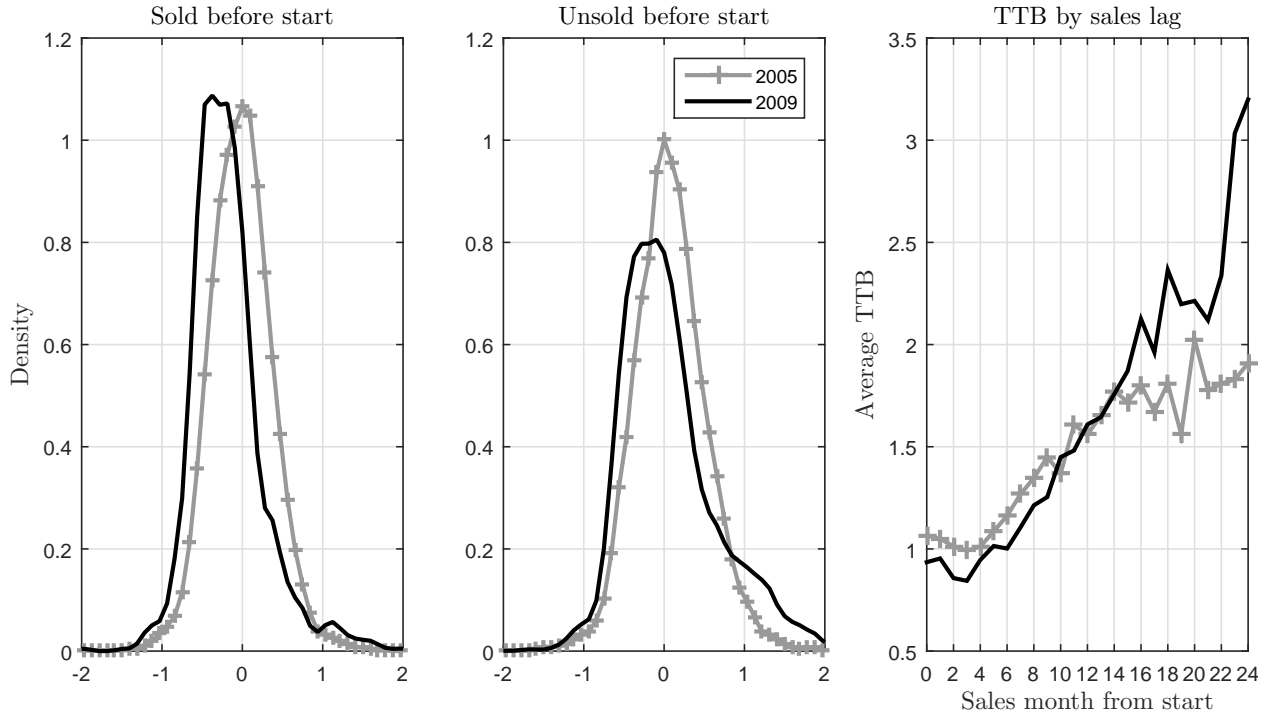 Sold before start
Unsold before start
TTB by sales lag
Density
1.2
1
0.8
0.6
0.4
0.2
0
-2 -1 0 1 2
1.2
1
0.8
0.6
0.4
0.2
0
-2 -1 0 1 2
2005
2009
Average TTB
3.5
3
2.5
2
1.5
1
0.5
0 2 4 6 8 10 12 14 16 18 20 22 24
Sales month from start